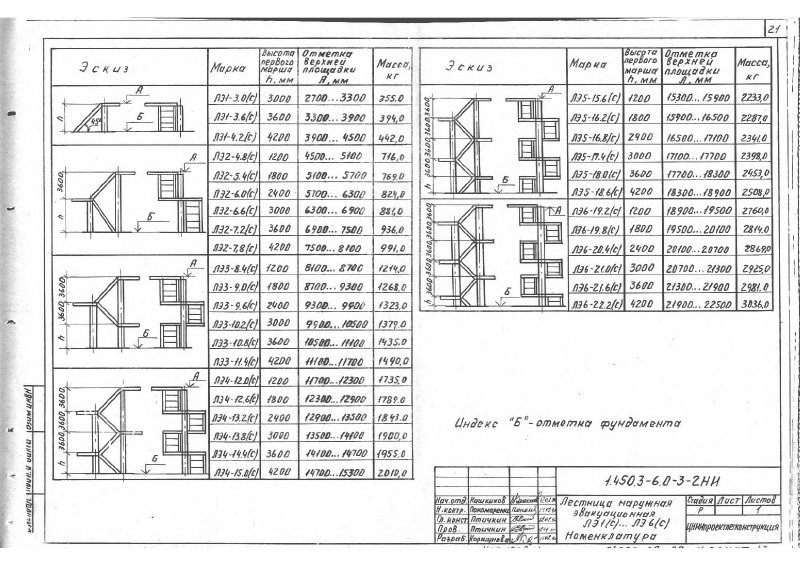 21
Эскиз Марка Высота первого марша h, мм Отметка верхней площадки А, мм Масса, кг
ЛЭ1-3.0(с) 3000 2700...3300 355.0
ЛЭ1-3.6(с) 3600 3300...3900 394,0
ЛЭ1-4.2(с) 4200 3900...4500 442,0
ЛЭ2-4.8(с) 1200 4500...5100 716,0
ЛЭ2-5.4(с) 1800 5100...5700 769,0
ЛЭ2-6.0(с) 2400 5700...6300 824,0
ЛЭ2-6.6(с) 3000 6300...6900 881,0
ЛЭ2-7.2(с) 3600 6900...7500 936,0
ЛЭ2-7,8(с) 4200 7500...8100 991,0
ЛЭ3-8.4(с) 1200 8100...8700 1214,0
ЛЭ3-9.0(с) 1800 8700...9300 1268,0
ЛЭ3-9,6(с) 2400 9300...9900 1323,0
ЛЭ3-10.2(с) 3000 9900...10500 1379,0
ЛЭ3-10.8(с) 3600 10500...11100 1435,0
ЛЭ3-11.4(с) 4200 11100...11700 1490,0
ЛЭ4-12.0(с) 1200 11700...12300 1735,0
ЛЭ4-12.6(с) 1800 12300...12900 1789,0
ЛЭ4-13.2(с) 2400 12900...13500 1843.0
ЛЭ4-13.8(с) 3000 13500...14100 1900,0
ЛЭ4-14.4(с) 3600 14100...14700 1955,0
ЛЭ4-15.0(с) 4200 14700...15300 2010,0
h 45° А Б
3600 h А Б
3600 3600 h А Б
3600 3600 3600 h А Б
Эскиз Марка Высота первого марша h, мм Отметка верхней площадки А, мм Масса, кг
ЛЭ5-15.6(с) 1200 15300...15900 2233,0
ЛЭ5-16.2(с) 1800 15900...16500 2287,0
ЛЭ5-16.8(с) 2400 16500...17100 2341,0
ЛЭ5-17.4(с) 3000 17100...17700 2398,0
ЛЭ5-18.0(с) 3600 17700...18300 2453,0
ЛЭ5-18.6(с) 4200 18300...18900 2508,0
ЛЭ6-19.2(с) 1200 18900...19500 2760,0
ЛЭ6-19.8(с) 1800 19500...20100 2814,0
ЛЭ6-20.4(с) 2400 20100...20700 2869,0
ЛЭ6-21.0(с) 3000 20700...21300 2925,0
ЛЭ6-21.6(с) 3600 21300...21900 2981,0
ЛЭ6-22.2(с) 4200 21900...22500 3036,0
3600 3600 3600 3600 h А Б
3600 3600 3600 3600 3600 h А Б
Индекс "Б"-отметка фундамента
1.450.3-6.0-3-2НИ
Нач.отд. Кашкинов
Н.контр. Пономаренко
Гл.конст. Птичкин
Пров. Птичкин
Разраб. Коршунова
Лестница наружная
эвакуационная
ЛЭ1(с)...ЛЭ6(с)
Номенклатура
Стадия Лист Листов
Р 1
ЦНИИпроектлегконструкция